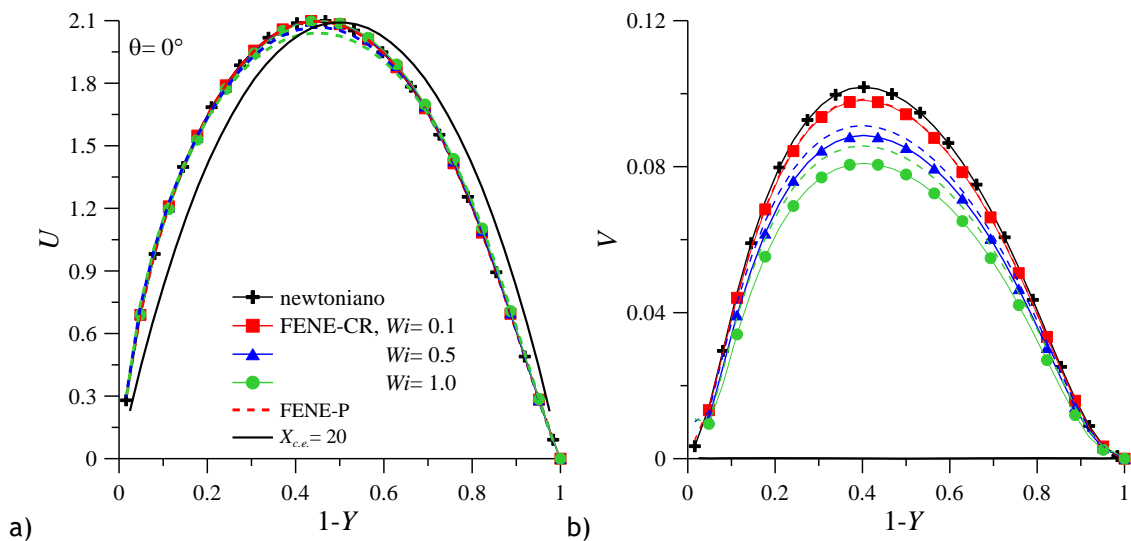 2.1
1.8
1.5
1.2
0.9
0.6
0.3
0
U
θ= 0°
newtoniano
FENE-CR, Wi= 0.1
Wi= 0.5
Wi= 1.0
FENE-P
X_c.e.= 20
0 0.2 0.4 0.6 0.8 1
1-Y
a)
0.12
0.08
0.04
0
V
0 0.2 0.4 0.6 0.8 1
1-Y
b)